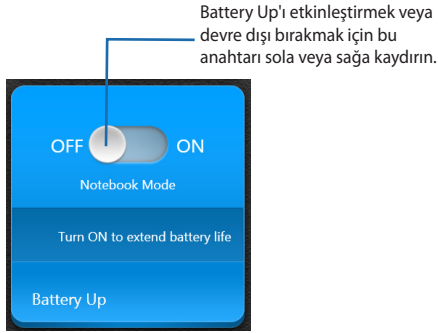 Battery Up'ı etkinleştirmek veya
devre dışı bırakmak için bu
anahtarı sola veya sağa kaydırın.
OFF ON
Notebook Mode
Turn ON to extend battery life
Battery Up